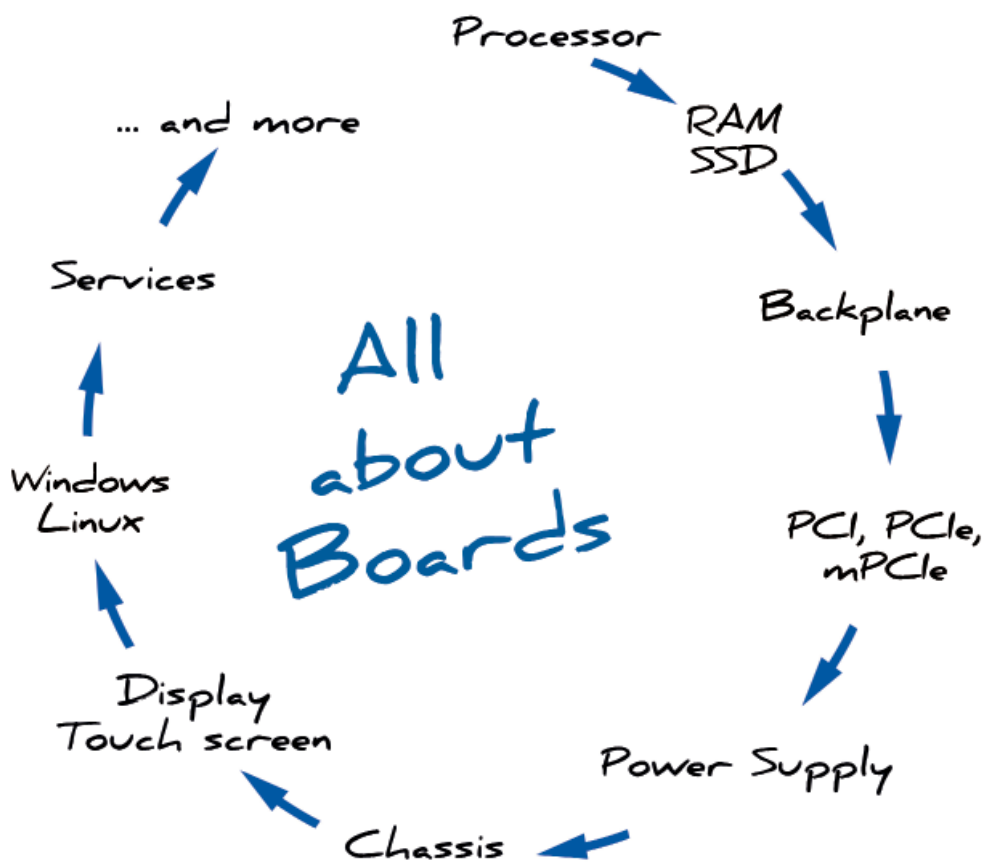 Processor
RAM
SSD
Backplane
PCI, PCIe,
mPCIe
Power Supply
Chassis
Display
Touch screen
Windows
Linux
Services
... and more
All
about
Boards